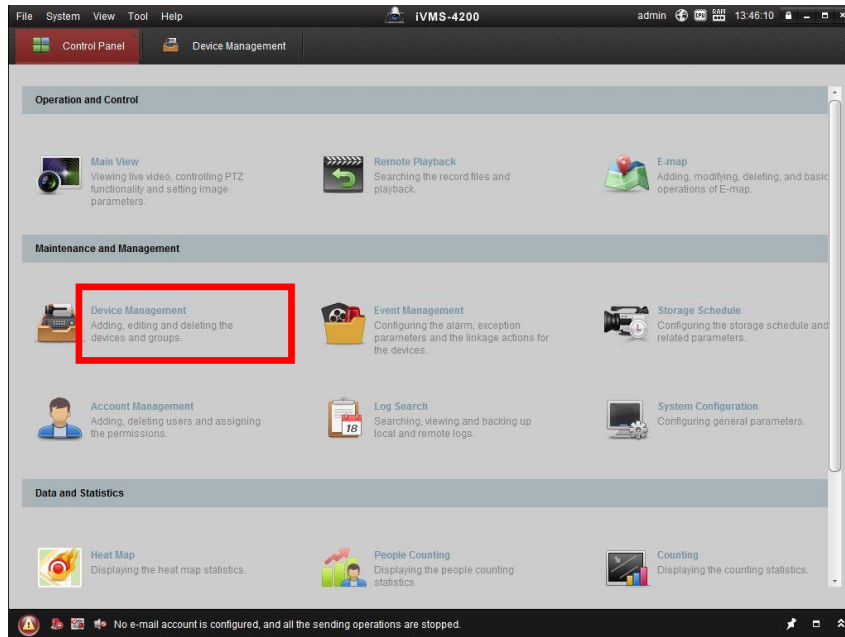 File System View Tool Help iVMS-4200 admin CPU RAM 13:46:10
Control Panel Device Management
Operation and Control
Main View
Viewing live video, controlling PTZ
functionality and setting image
parameters.
Remote Playback
Searching the record files and
playback.
E-map
Adding, modifying, deleting, and basic
operations of E-map.
Maintenance and Management
Device Management
Adding, editing and deleting the
devices and groups.
Event Management
Configuring the alarm, exception
parameters and the linkage actions for
the devices.
Storage Schedule
Configuring the storage schedule and
related parameters.
Account Management
Adding, deleting users and assigning
the permissions.
18
Log Search
Searching, viewing and backing up
local and remote logs.
System Configuration
Configuring general parameters.
Data and Statistics
Heat Map
Displaying the heat map statistics.
People Counting
Displaying the people counting
statistics.
Counting
Displaying the counting statistics.
No e-mail account is configured, and all the sending operations are stopped.